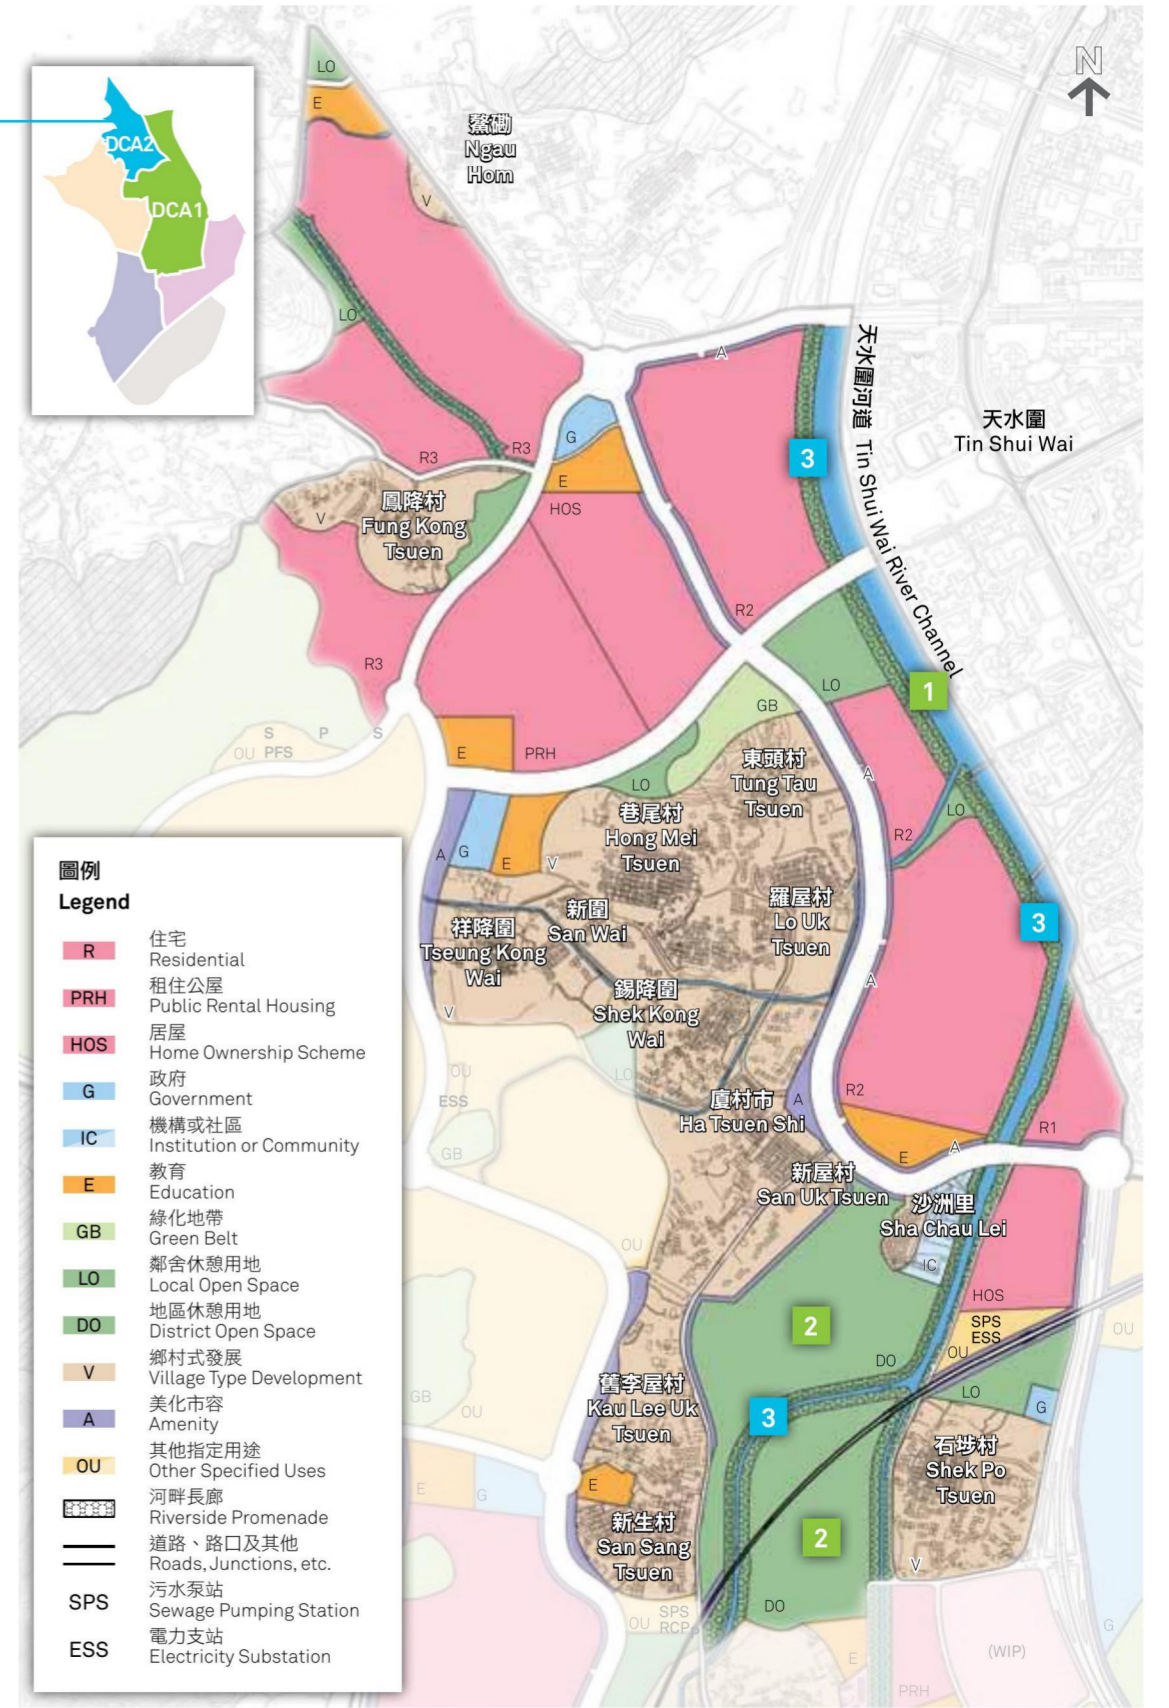 N
DCA2
DCA1
LO
E
鰲磡
Ngau
Hom
V
LO
A
天水圍河道 Tin Shui Wai River Channel
天水圍
Tin Shui Wai
3
G
R3
R3
E
HOS
鳳降村
Fung Kong
Tsuen
V
R2
R3
1
LO
GB
S
P
S
OU PFS
E
PRH
東頭村
Tung Tau
Tsuen
A
LO
LO
巷尾村
Hong Mei
Tsuen
R2
A
G
E
V
羅屋村
Lo Uk
Tsuen
新圍
San Wai
3
祥降圍
Tseung Kong
Wai
A
錫降圍
Shek Kong
Wai
V
OU
LO
ESS
廈村市
Ha Tsuen Shi
A
R2
R1
GB
E
A
新屋村
San Uk Tsuen
沙洲里
Sha Chau Lei
OU
IC
HOS
SPS
ESS
OU
OU
2
DO
LO
舊李屋村
Kau Lee Uk
Tsuen
3
G
GB
OU
石埗村
Shek Po
Tsuen
E
G
E
新生村
San Sang
Tsuen
2
V
DO
SPS
OU
RCP
G
E
(WIP)
PRH
圖例
Legend
R
住宅
Residential
PRH
租住公屋
Public Rental Housing
HOS
居屋
Home Ownership Scheme
G
政府
Government
IC
機構或社區
Institution or Community
E
教育
Education
GB
綠化地帶
Green Belt
LO
鄰舍休憩用地
Local Open Space
DO
地區休憩用地
District Open Space
V
鄉村式發展
Village Type Development
A
美化市容
Amenity
OU
其他指定用途
Other Specified Uses
河畔長廊
Riverside Promenade
道路、路口及其他
Roads, Junctions, etc.
SPS
污水泵站
Sewage Pumping Station
ESS
電力支站
Electricity Substation